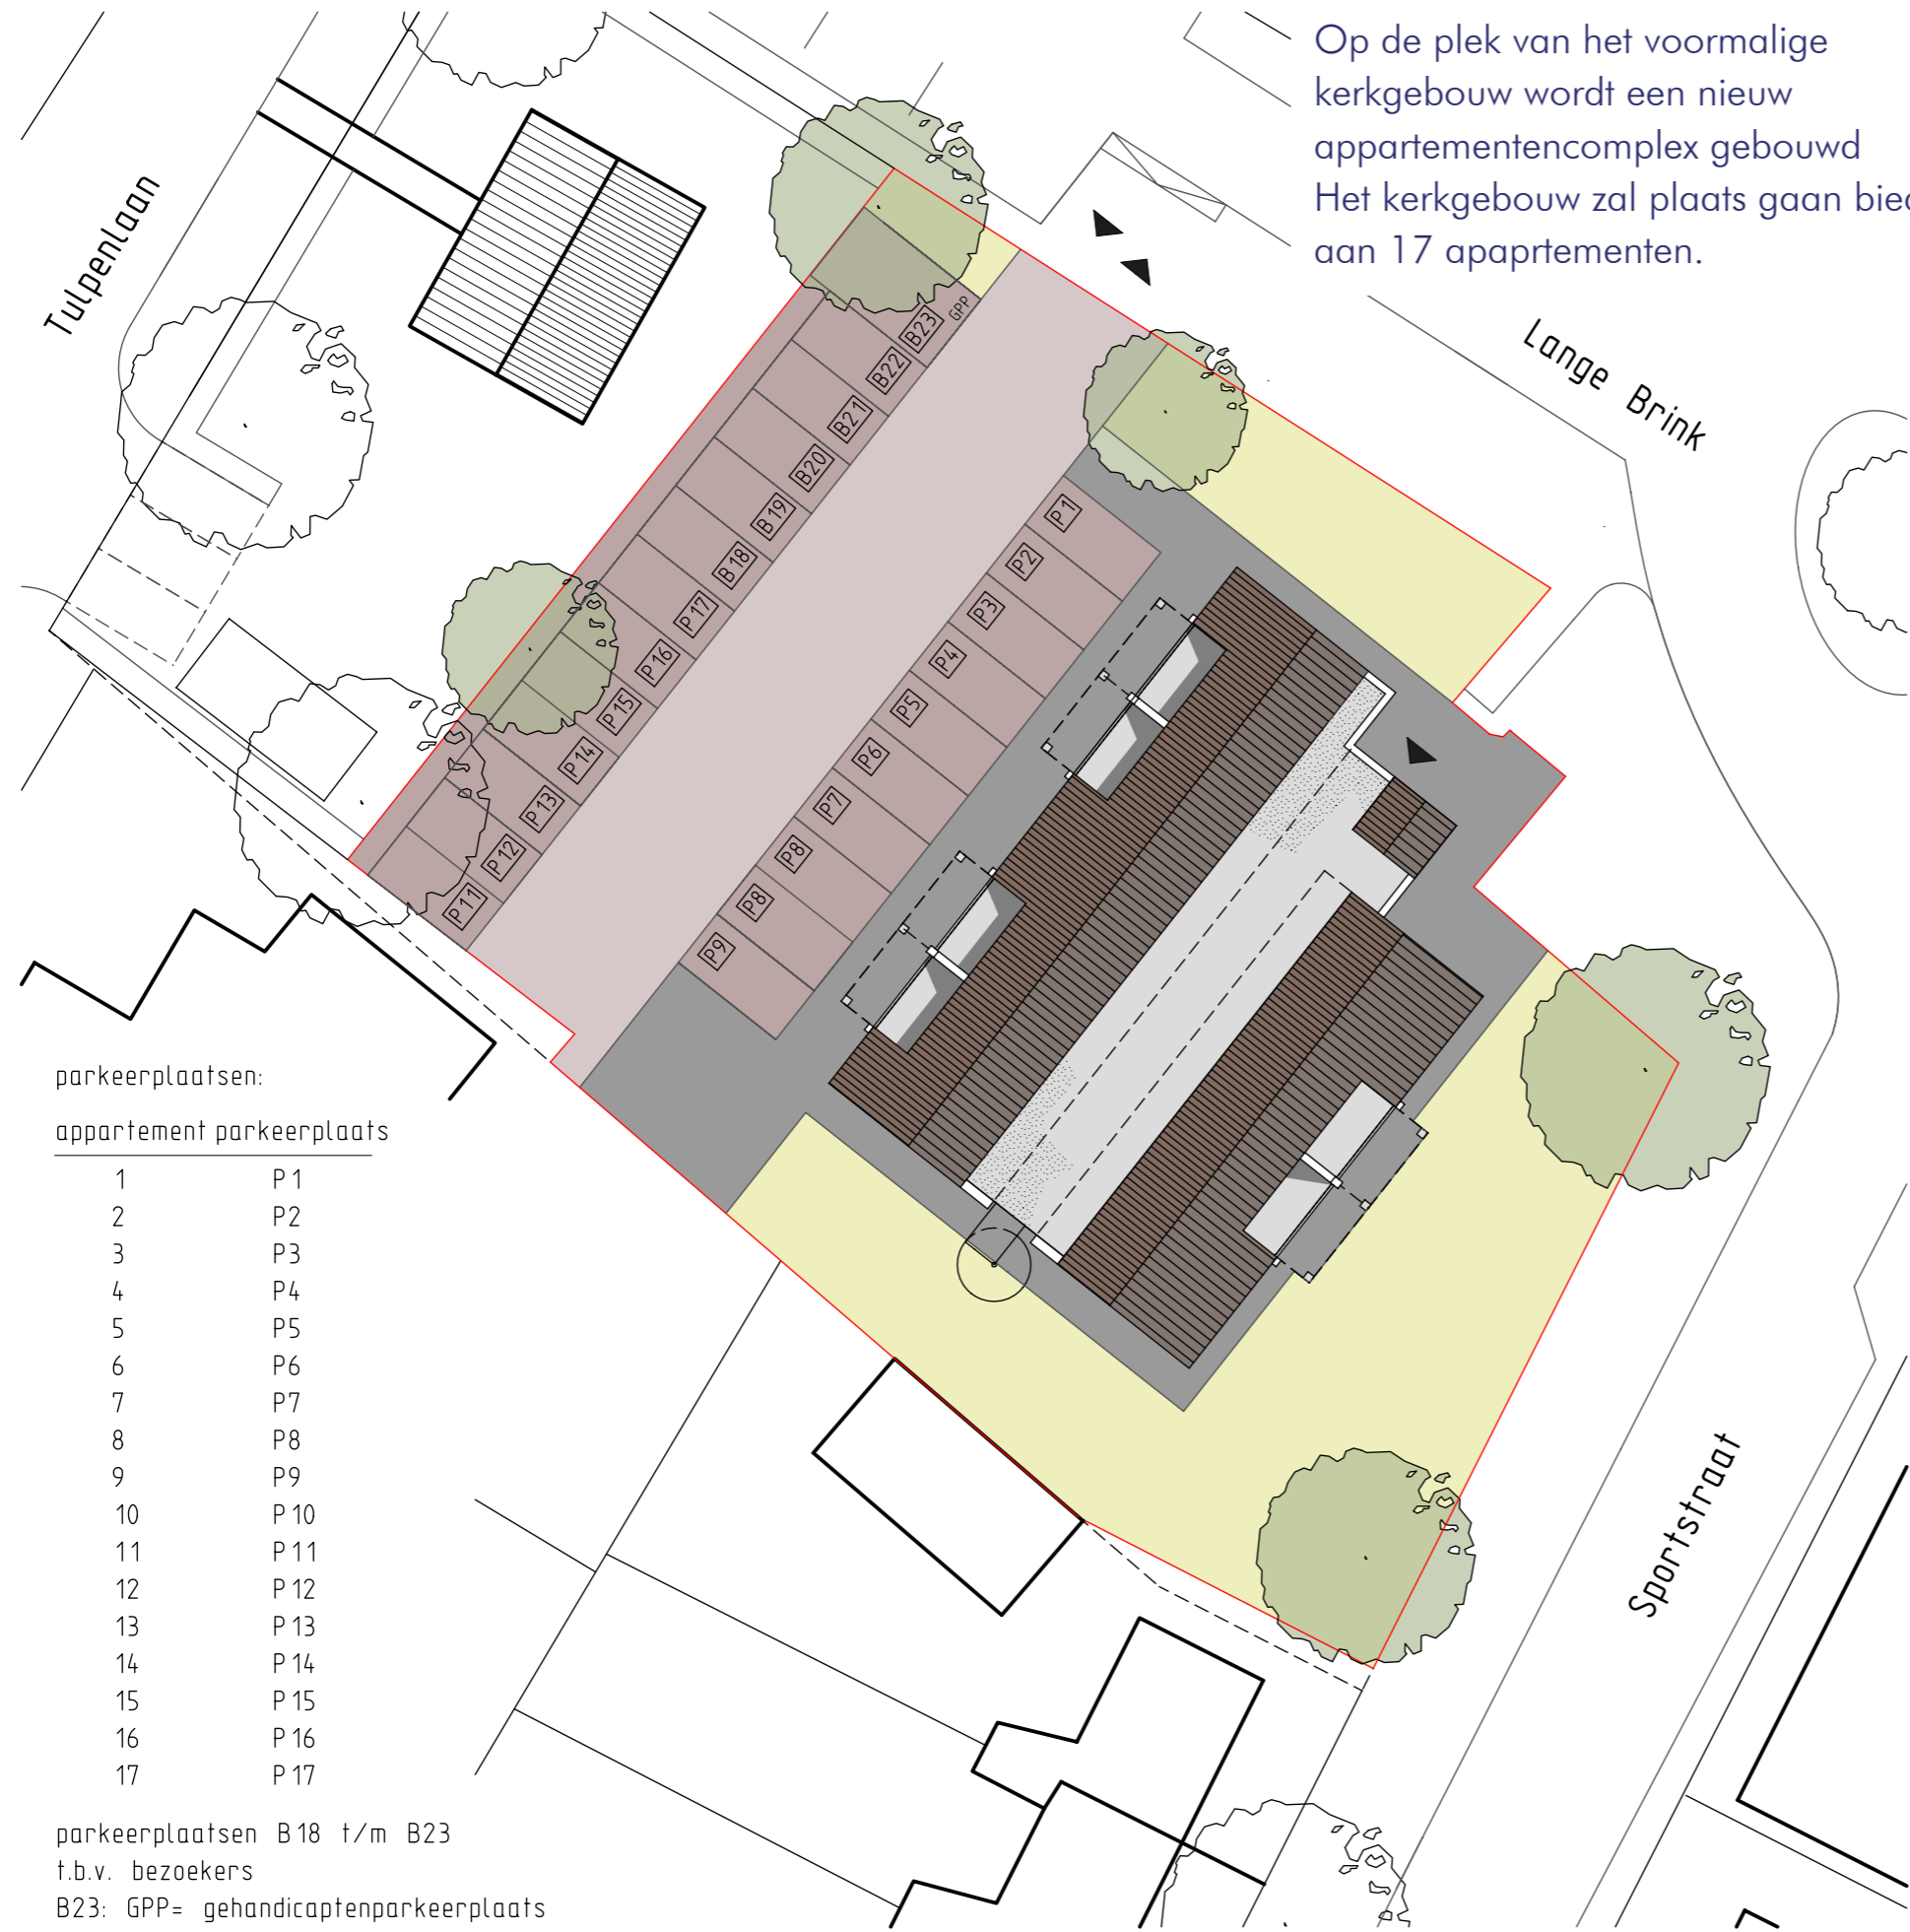 Op de plek van het voormalige
kerkgebouw wordt een nieuw
appartementencomplex gebouwd
Het kerkgebouw zal plaats gaan
aan 17 apaprtementen.
Tulpenlaan
Lange Brink
Sportstraat
GPP
B23
B22
B21
B20
B19
B18
P17
P16
P15
P14
P13
P12
P11
P1
P2
P3
P4
P5
P6
P7
P8
P8
P9
parkeerplaatsen:
appartement parkeerplaats
1 P1
2 P2
3 P3
4 P4
5 P5
6 P6
7 P7
8 P8
9 P9
10 P10
11 P11
12 P12
13 P13
14 P14
15 P15
16 P16
17 P17
parkeerplaatsen B18 t/m B23
t.b.v. bezoekers
B23: GPP= gehandicaptenparkeerplaats